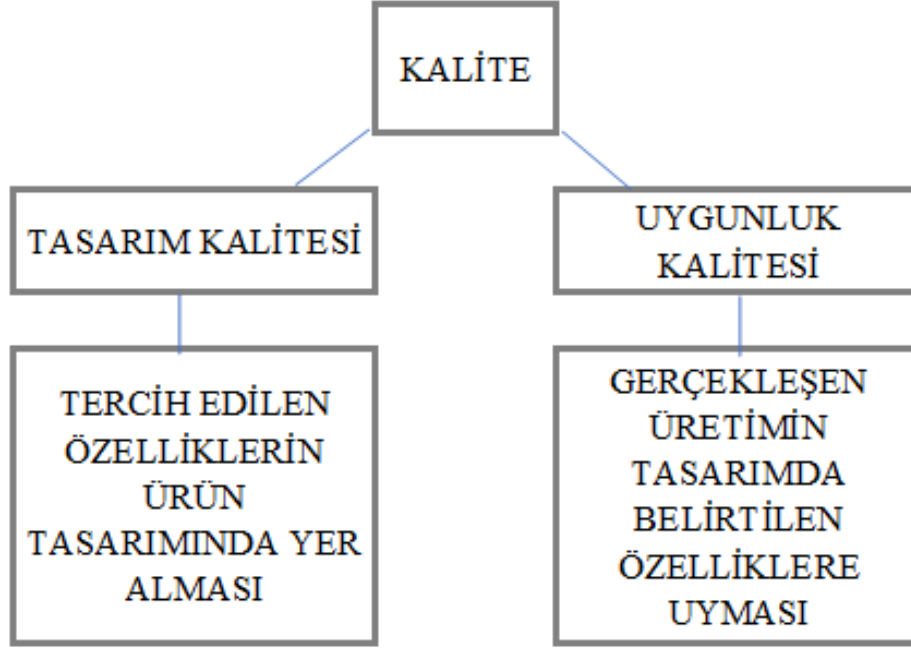 KALİTE
TASARIM KALİTESİ
UYGUNLUK
KALİTESİ
TERCİH EDİLEN
ÖZELLİKLERİN
ÜRÜN
TASARIMINDA YER
ALMASI
GERÇEKLEŞEN
ÜRETİMİN
TASARIMDA
BELİRTİLEN
ÖZELLİKLERE
UYMASI